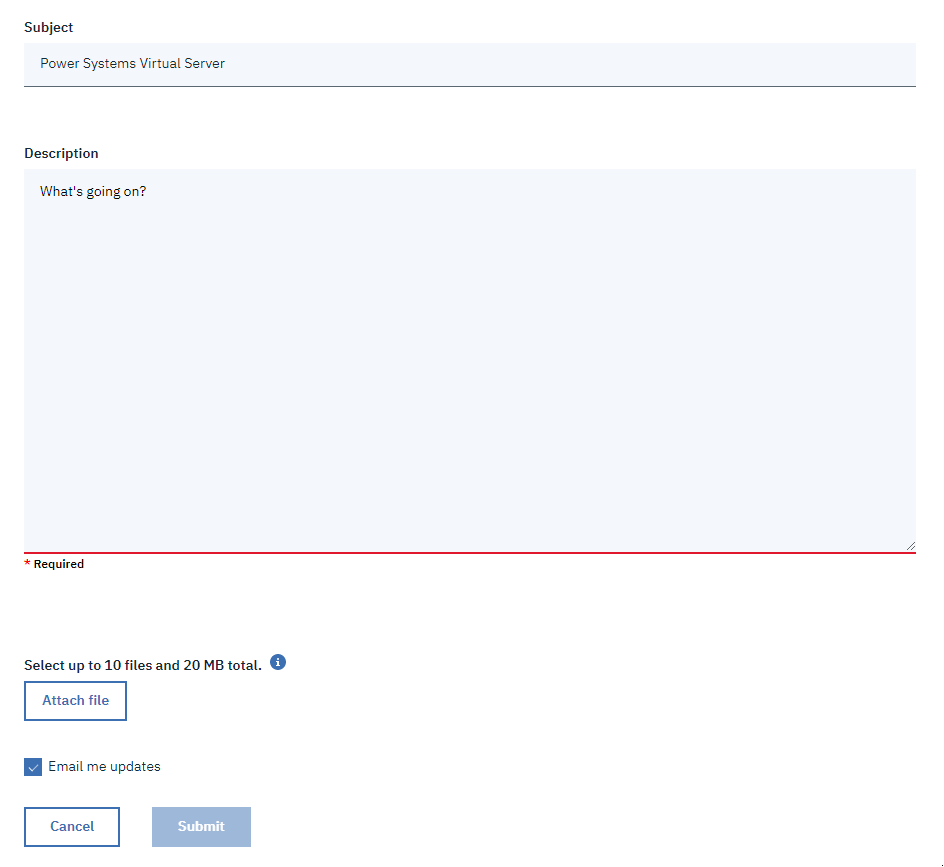 Subject
Power Systems Virtual Server
Description
What's going on?
* Required
Select up to 10 files and 20 MB total.
Attach file
Email me updates
Cancel Submit